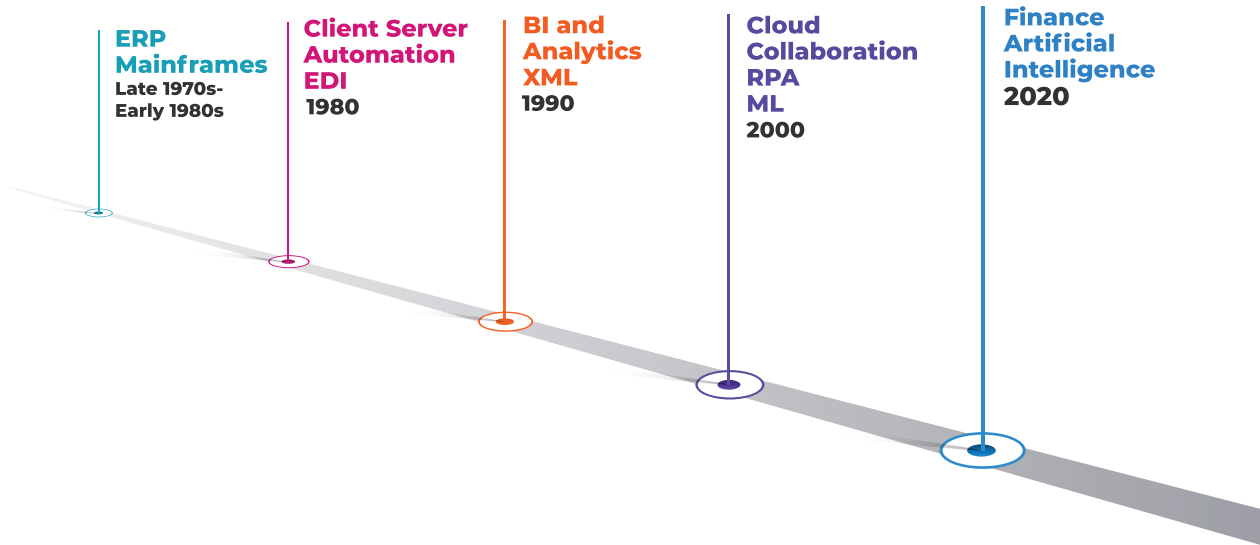 ERP
Mainframes
Late 1970s-
Early 1980s
Client Server
Automation
EDI
1980
BI and
Analytics
XML
1990
Cloud
Collaboration
RPA
ML
2000
Finance
Artificial
Intelligence
2020